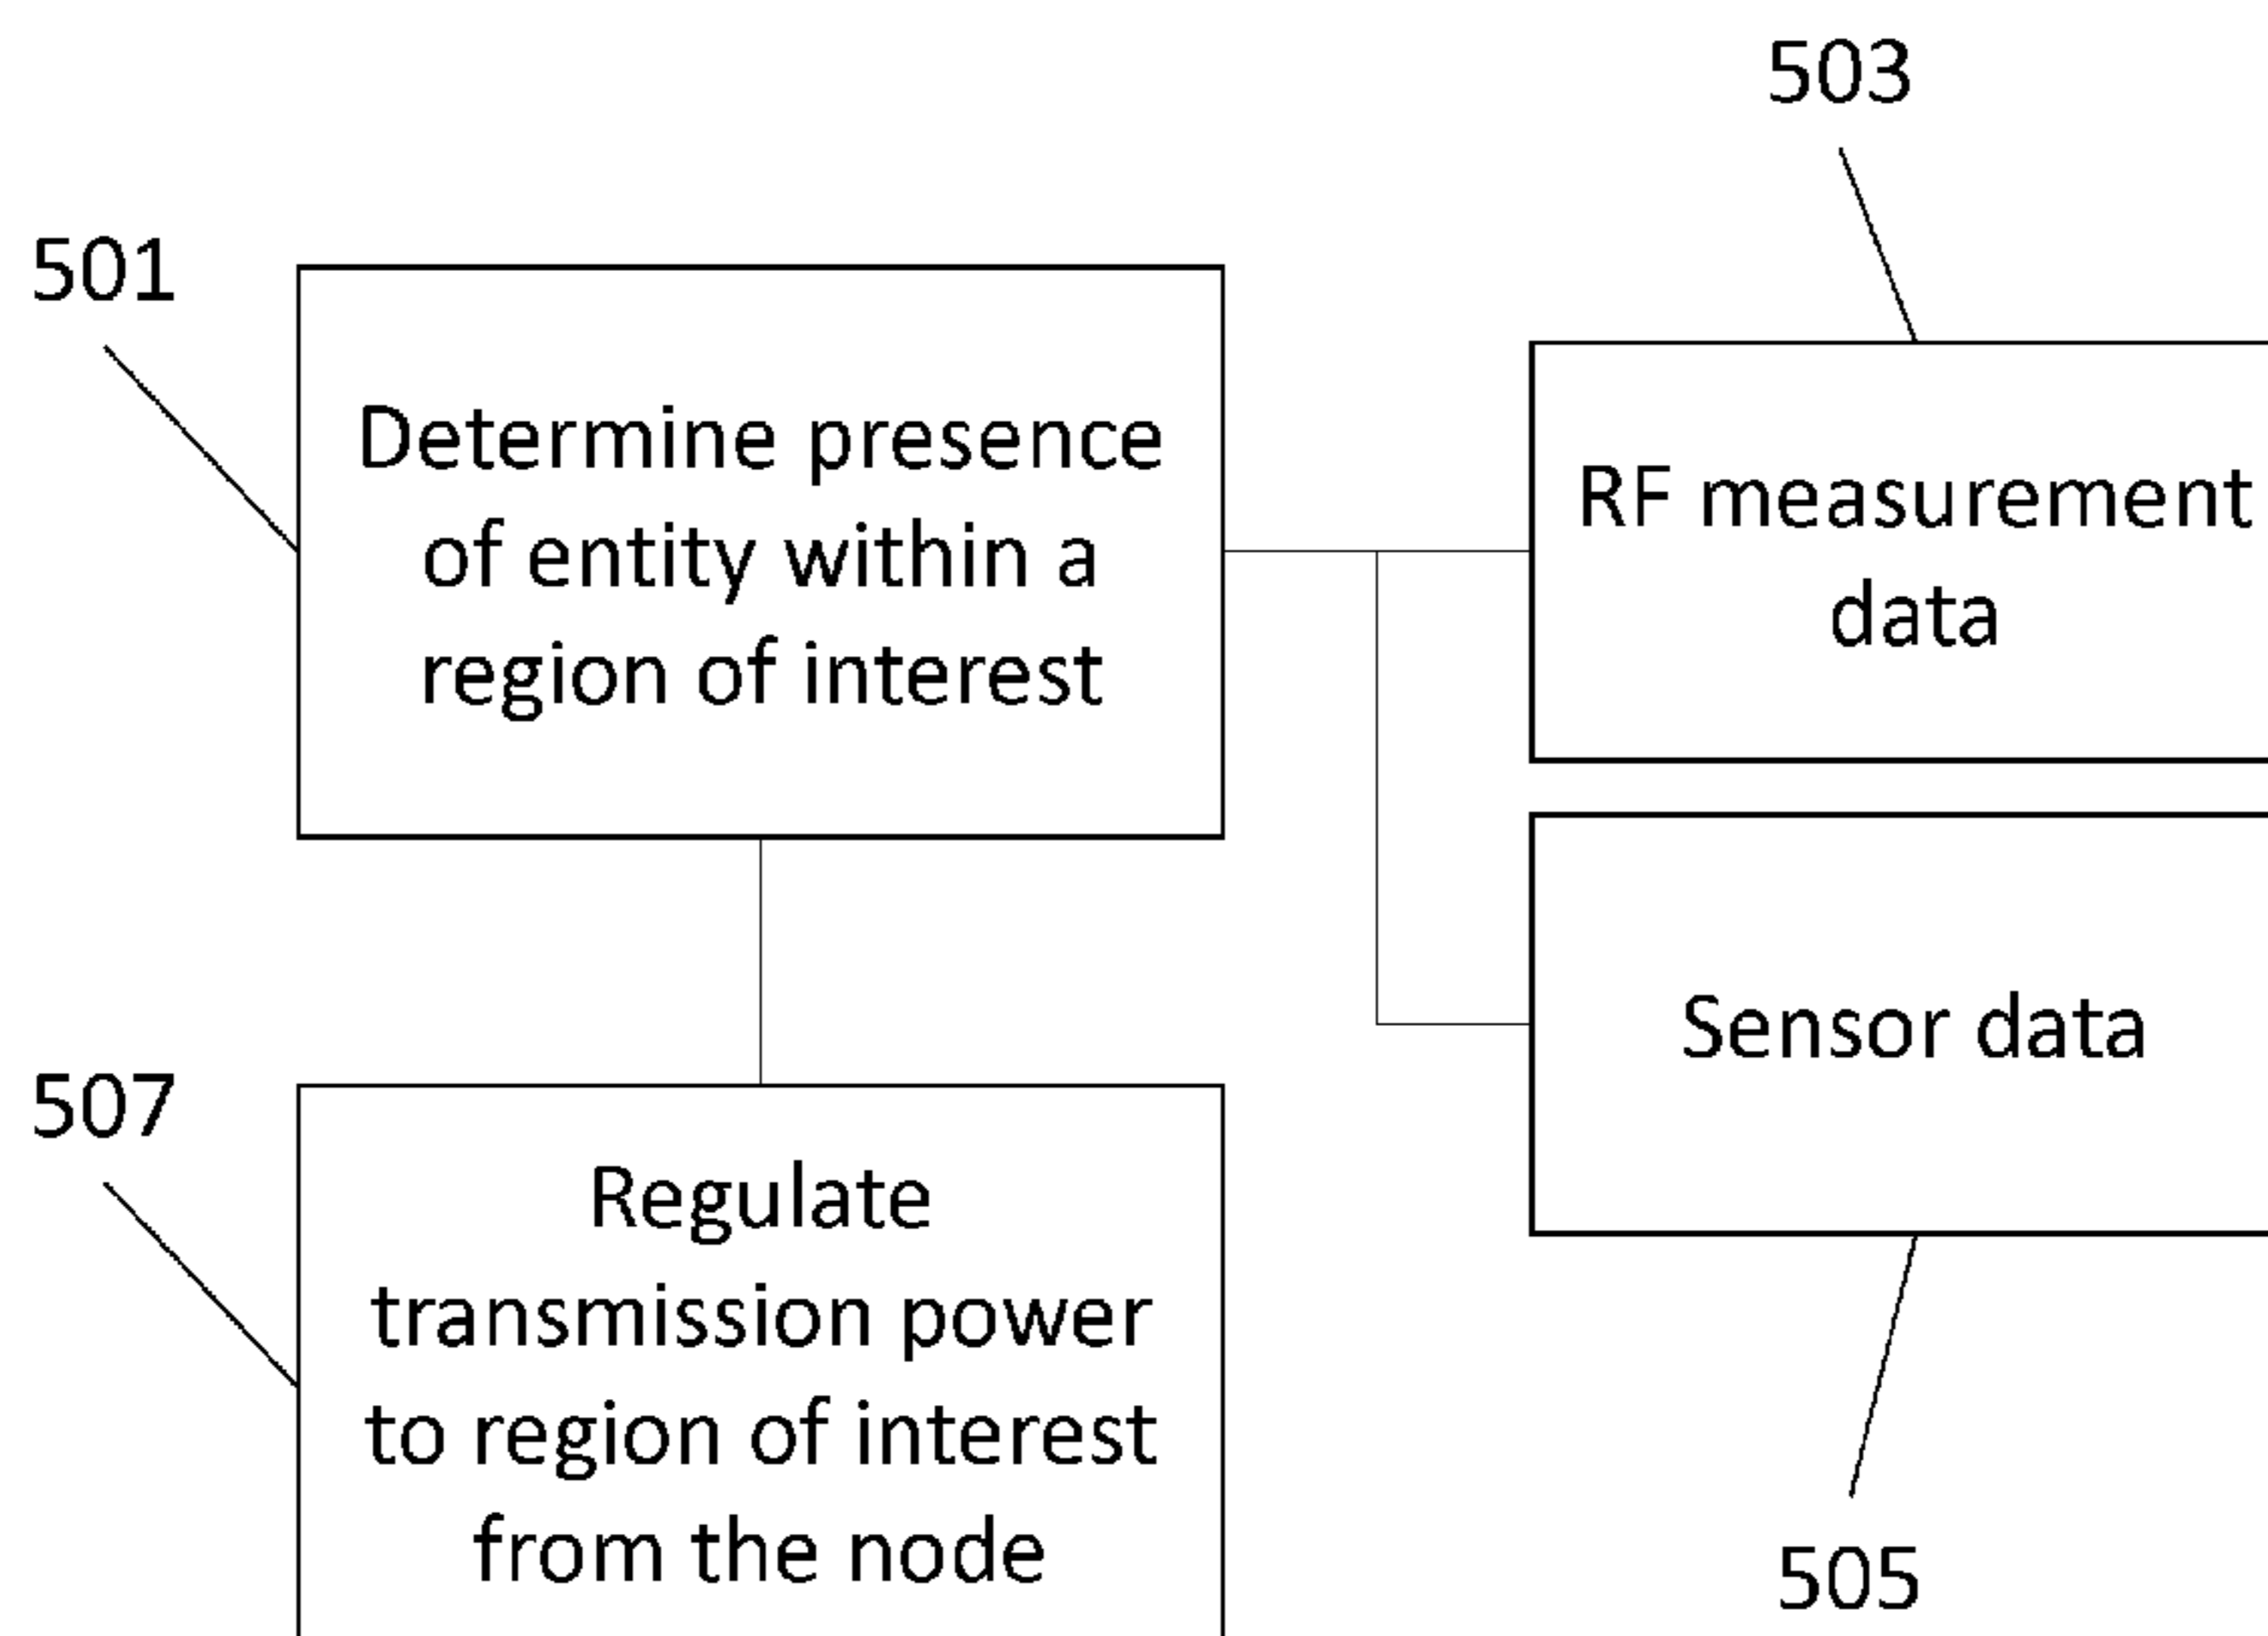 503
501
Determine presence
of entity within a
region of interest
RF measurement
data
Sensor data
507
Regulate
transmission power
to region of interest
from the node
505